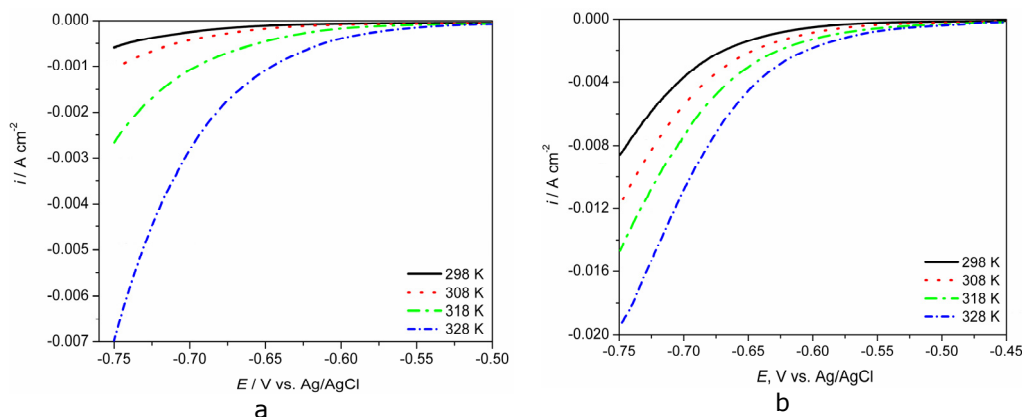 0.000
-0.001
-0.002
-0.003
-0.004
-0.005
-0.006
-0.007
i / A cm-2
-0.75 -0.70 -0.65 -0.60 -0.55 -0.50
E / V vs. Ag/AgCl
298 K
308 K
318 K
328 K
a
0.000
-0.004
-0.008
-0.012
-0.016
-0.020
i / A cm-2
-0.75 -0.70 -0.65 -0.60 -0.55 -0.50 -0.45
E, V vs. Ag/AgCl
298 K
308 K
318 K
328 K
b